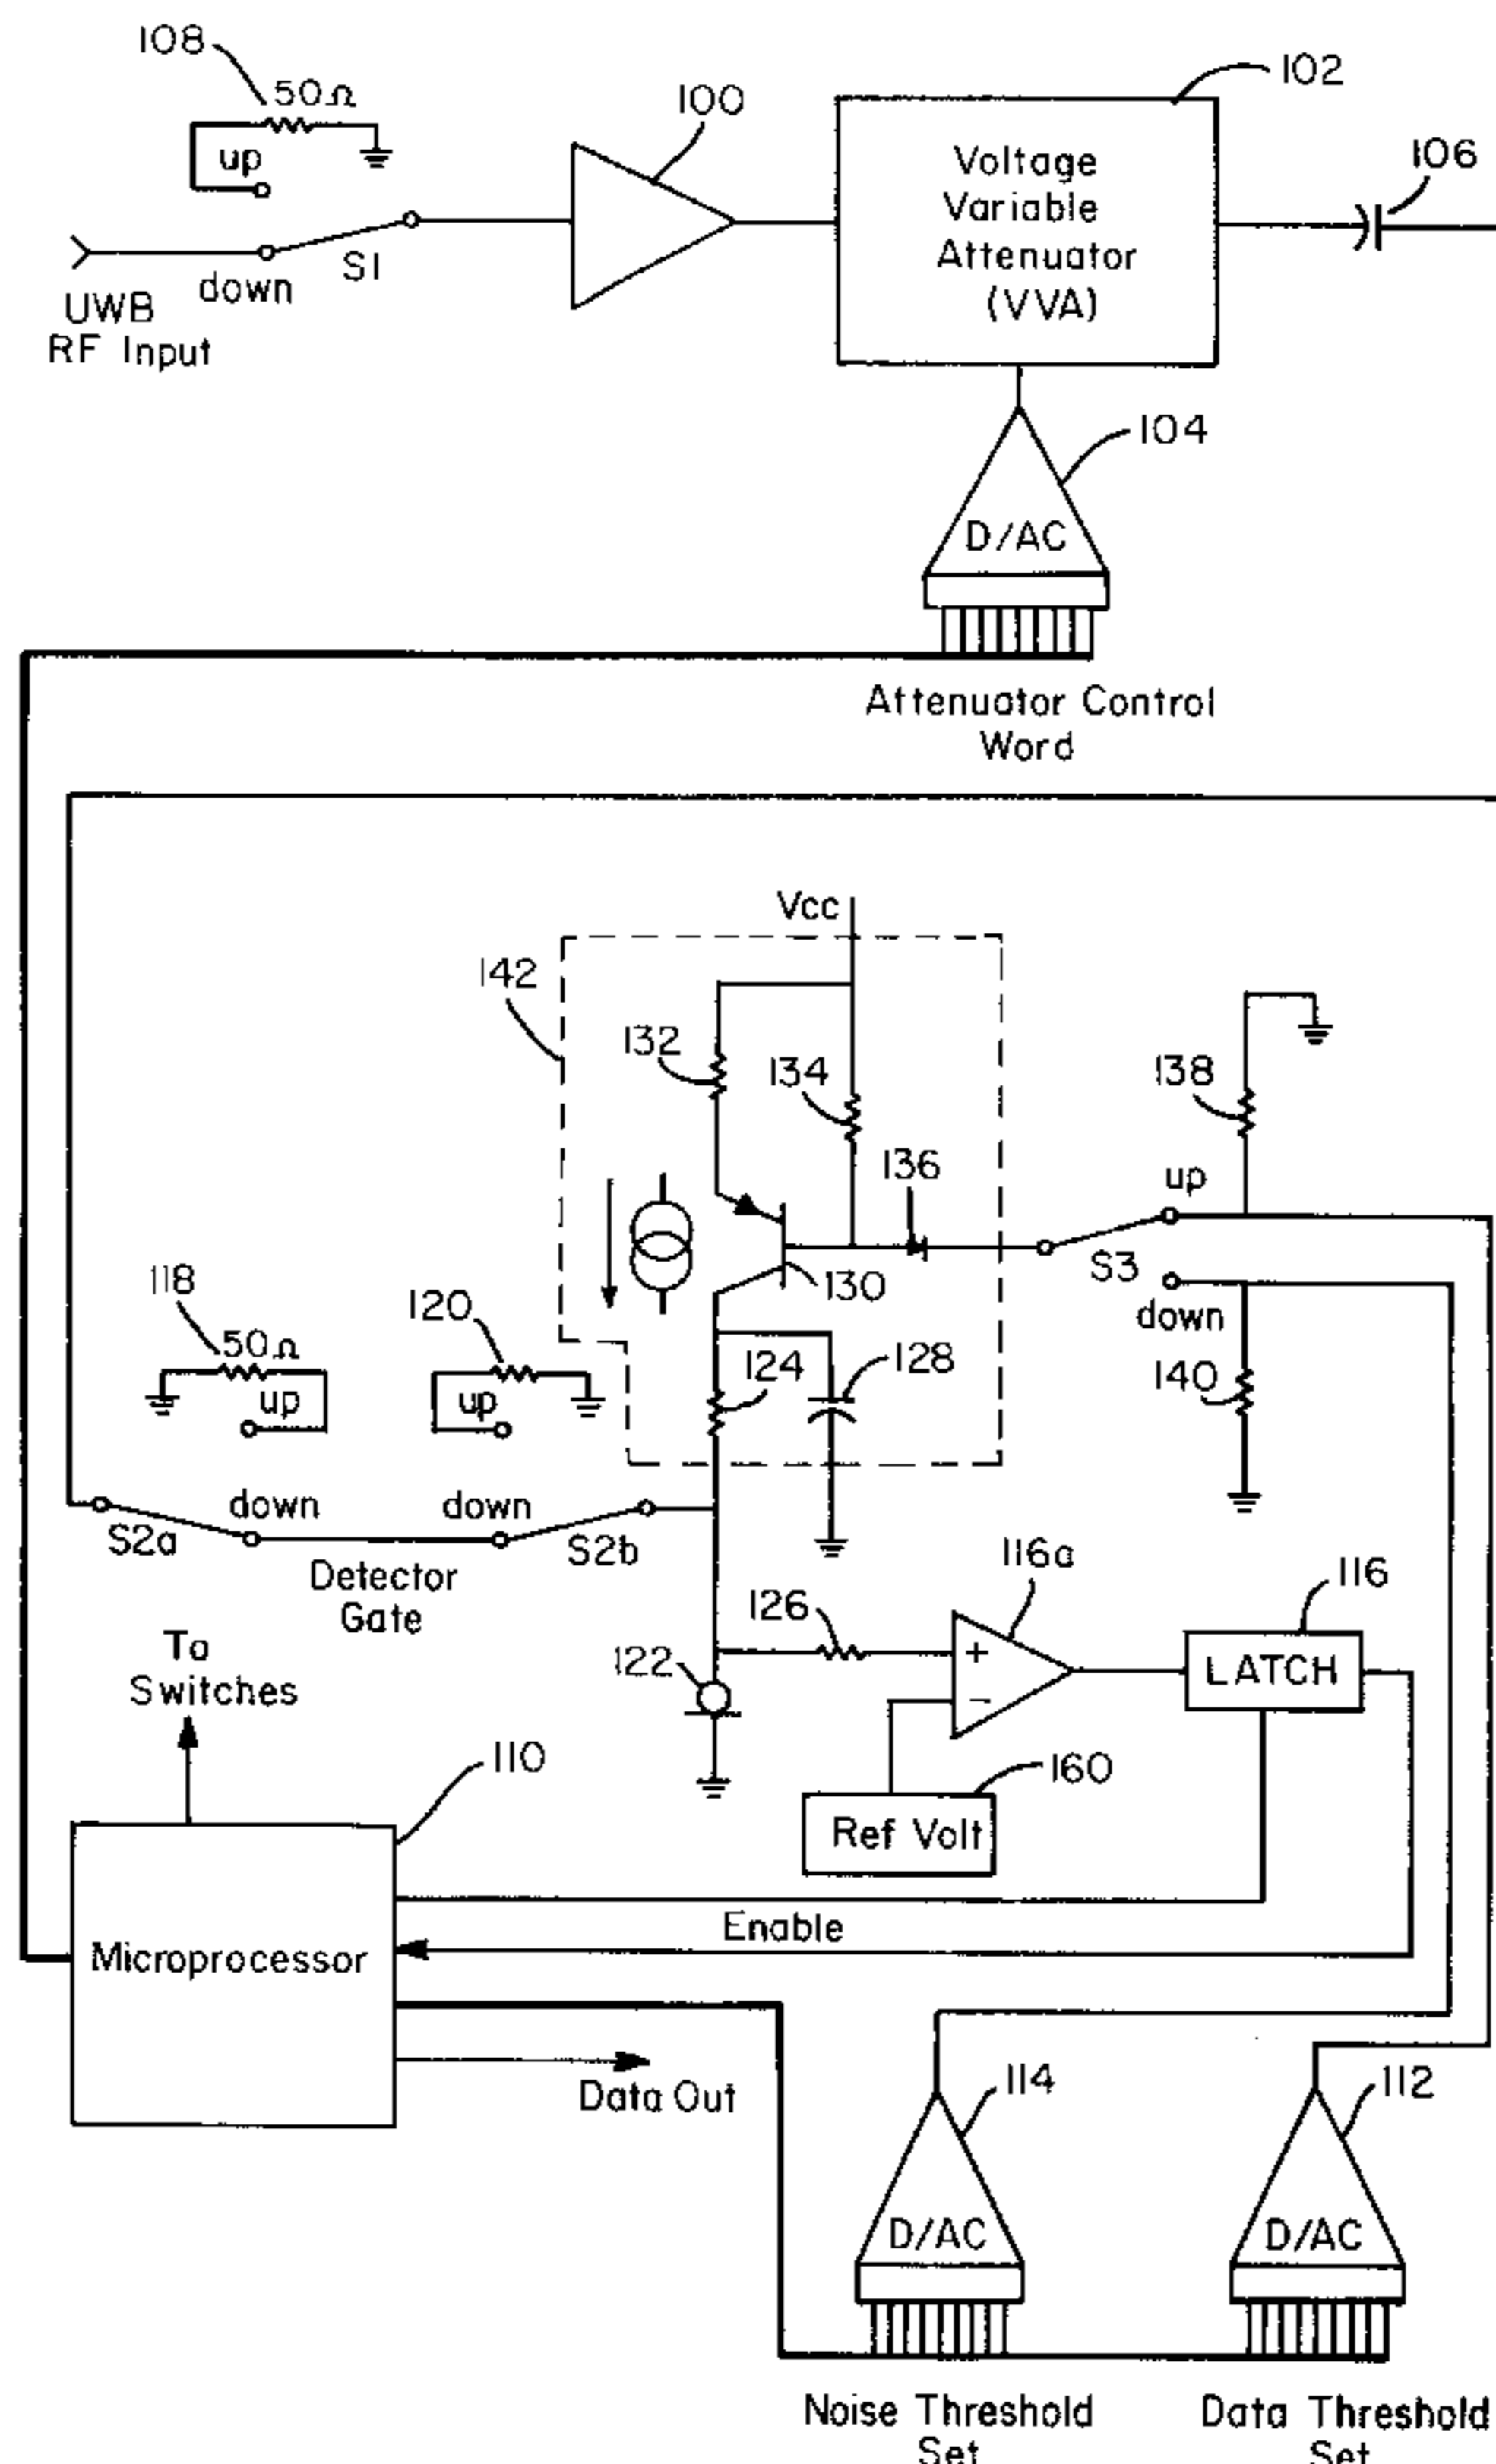 108
50Ω
up
S1
down
UWB
RF Input
100
102
Voltage
Variable
Attenuator
(VVA)
106
104
D/AC
Attenuator Control
Word
Vcc
142
132
134
136
138
up
S3
down
130
118
50Ω
up
120
up
124
128
140
down
S2a
down
S2b
Detector
Gate
116a
116
126
+
−
LATCH
122
To
Switches
110
160
Ref Volt
Microprocessor
Enable
Data Out
114
112
D/AC
D/AC
Noise Threshold
Set
Data Threshold
Set